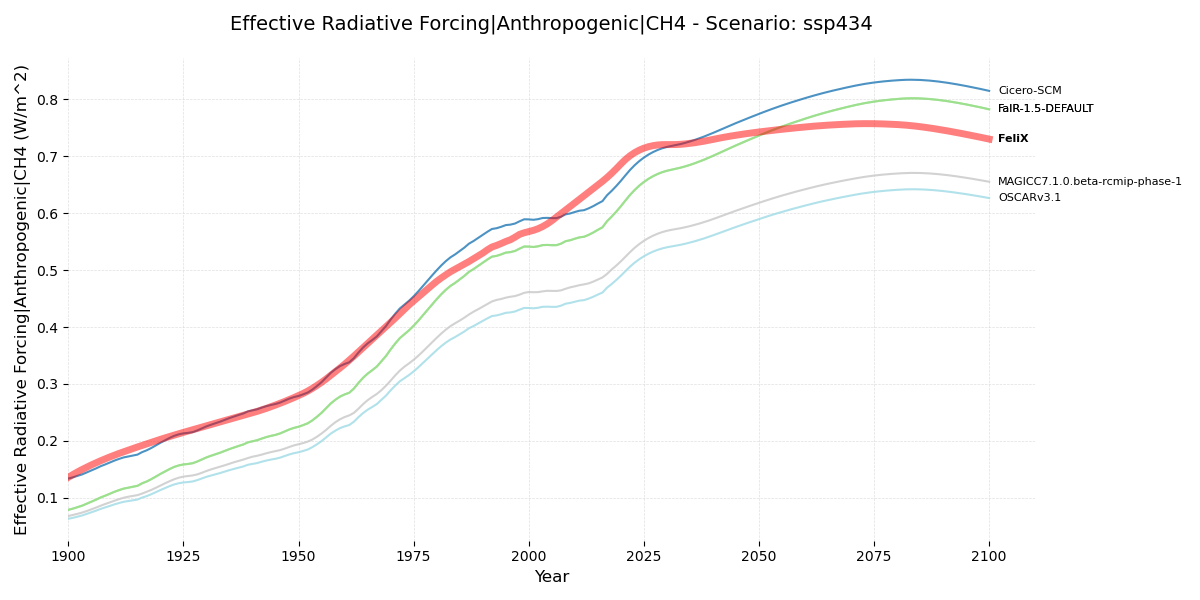 Effective Radiative Forcing|Anthropogenic|CH4 - Scenario: ssp434
Effective Radiative Forcing|Anthropogenic|CH4 (W/m^2)
0.8
0.7
0.6
0.5
0.4
0.3
0.2
0.1
Cicero-SCM
FaIR-1.5-DEFAULT
FeliX
MAGICC7.1.0.beta-rcmip-phase-1
OSCARv3.1
1900 1925 1950 1975 2000 2025 2050 2075 2100
Year